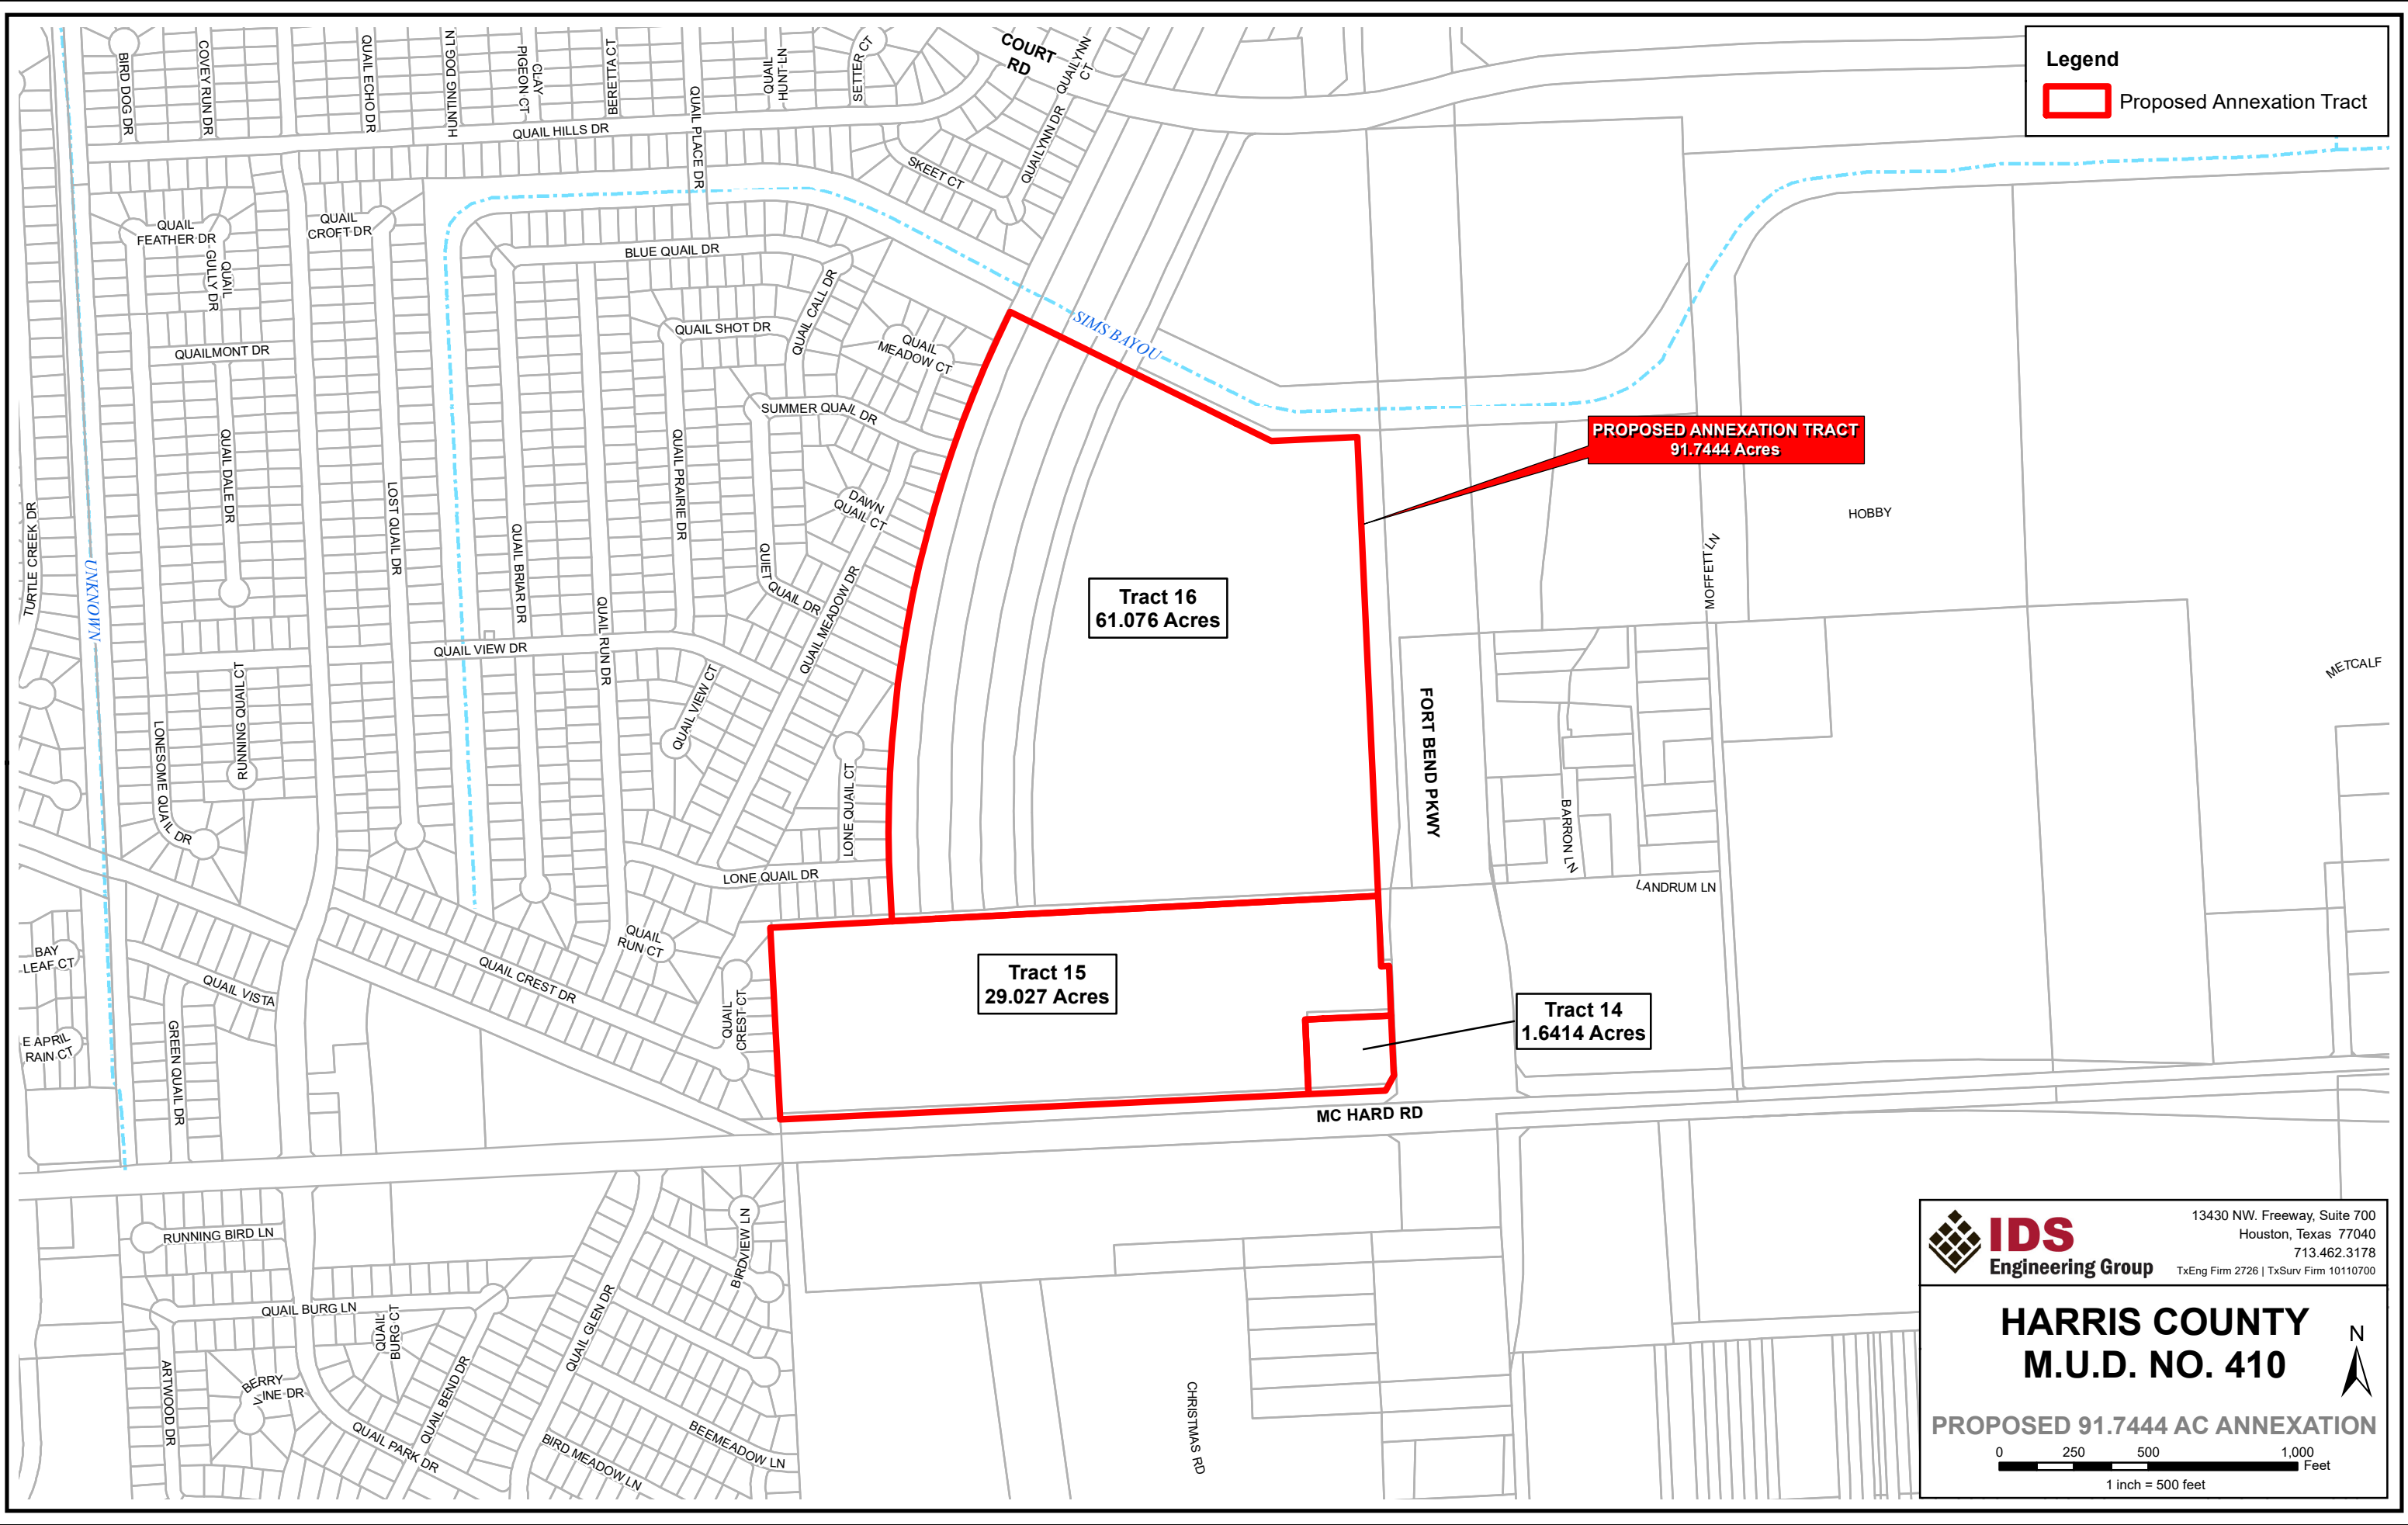 COURT
RD
QUAILYNN
CT
BIRD DOG DR
COVEY RUN DR
QUAIL ECHO DR
HUNTING DOG LN
CLAY
PIGEON CT
BERETTA CT
QUAIL PLACE DR
QUAIL
HUNT LN
SETTER CT
QUAIL HILLS DR
QUAILYNN DR
SKEET CT
Legend
Proposed Annexation Tract
QUAIL
FEATHER DR
QUAIL
GULLY DR
QUAIL
CROFT DR
BLUE QUAIL DR
QUAIL CALL DR
QUAIL SHOT DR
QUAIL
MEADOW CT
SIMS BAYOU
QUAILMONT DR
SUMMER QUAIL DR
PROPOSED ANNEXATION TRACT
91.7444 Acres
QUAIL DALE DR
LOST QUAIL DR
QUAIL PRAIRIE DR
DAWN
QUAIL CT
HOBBY
TURTLE CREEK DR
UNKNOWN
QUAIL BRIAR DR
QUIET QUAIL DR
MOFFETT LN
Tract 16
61.076 Acres
QUAIL RUN DR
QUAIL MEADOW DR
QUAIL VIEW DR
METCALF
RUNNING QUAIL CT
QUAIL VIEW CT
FORT BEND PKWY
LONESOME QUAIL DR
LONE QUAIL CT
BARRON LN
LONE QUAIL DR
LANDRUM LN
BAY
LEAF CT
QUAIL
RUN CT
QUAIL VISTA
QUAIL CREST DR
Tract 15
29.027 Acres
QUAIL
CREST CT
Tract 14
1.6414 Acres
E APRIL
RAIN CT
GREEN QUAIL DR
MC HARD RD
RUNNING BIRD LN
BIRDVIEW LN
QUAIL BURG LN
QUAIL
BURG CT
QUAIL GLEN DR
ARTWOOD DR
BERRY
VINE DR
QUAIL BEND DR
QUAIL PARK DR
BIRD MEADOW LN
BEEMEADOW LN
CHRISTMAS RD
IDS
Engineering Group
13430 NW. Freeway, Suite 700
Houston, Texas 77040
713.462.3178
TxEng Firm 2726 | TxSurv Firm 10110700
HARRIS COUNTY
M.U.D. NO. 410
N
PROPOSED 91.7444 AC ANNEXATION
0 250 500 1,000
Feet
1 inch = 500 feet